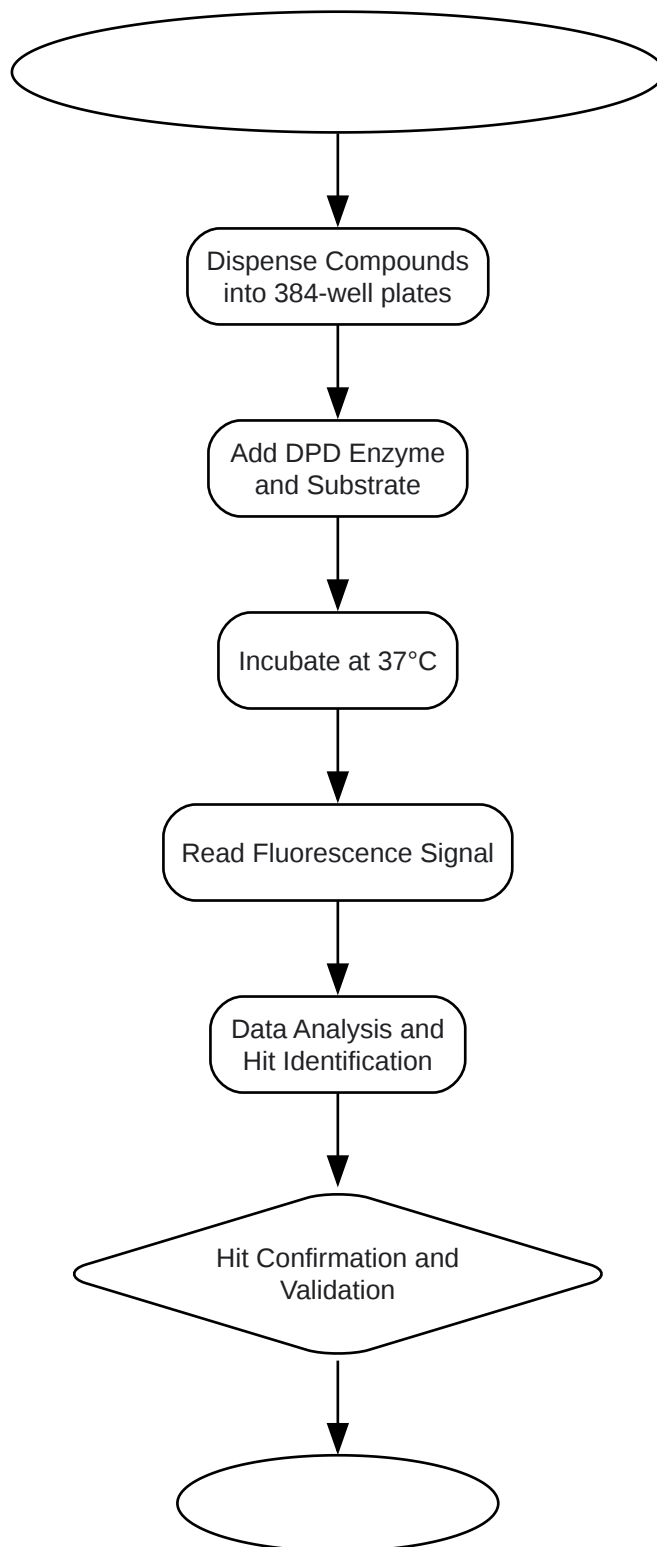 Dispense Compounds
into 384-well plates
Add DPD Enzyme
and Substrate
Incubate at 37°C
Read Fluorescence Signal
Data Analysis and
Hit Identification
Hit Confirmation and
Validation